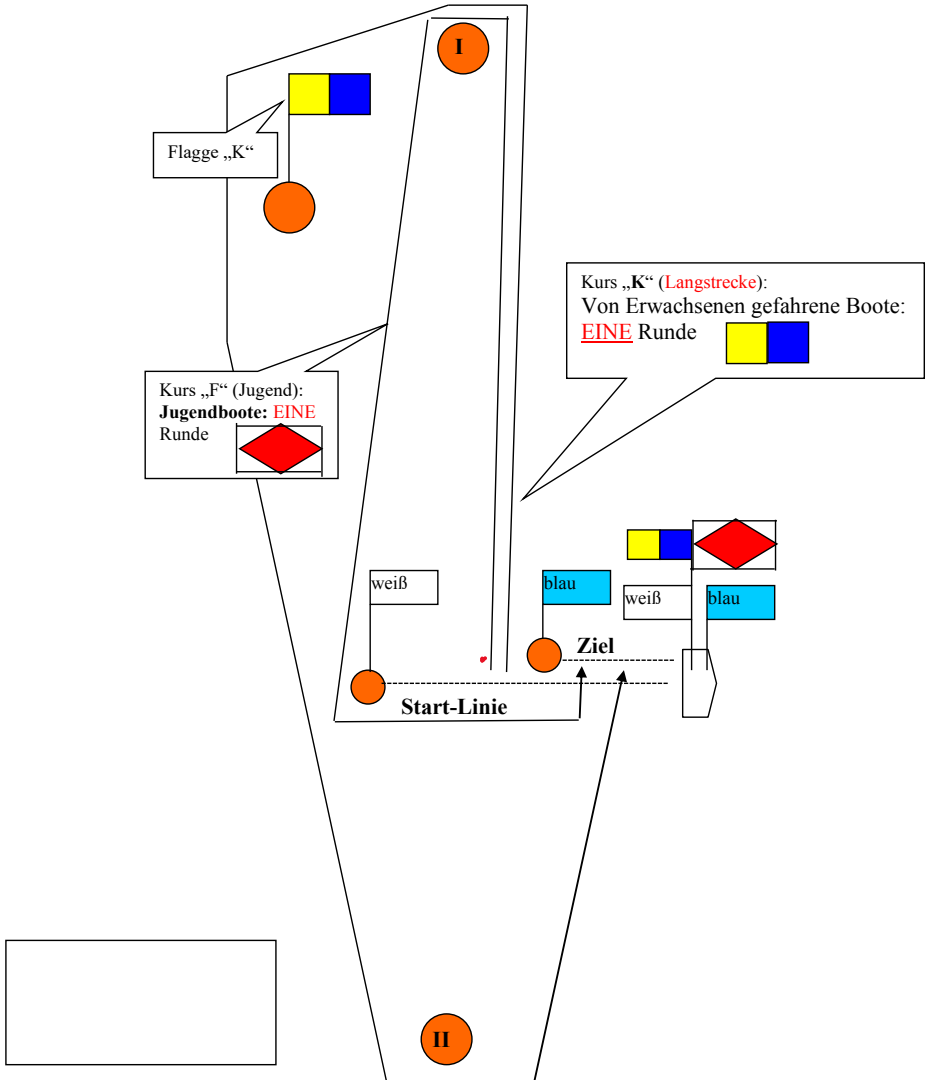 I
Flagge „K“
Kurs „K“ (Langstrecke):
Von Erwachsenen gefahrene Boote:
EINE Runde
Kurs „F“ (Jugend):
Jugendboote: EINE
Runde
weiß
blau
weiß
blau
Ziel
Start-Linie
II